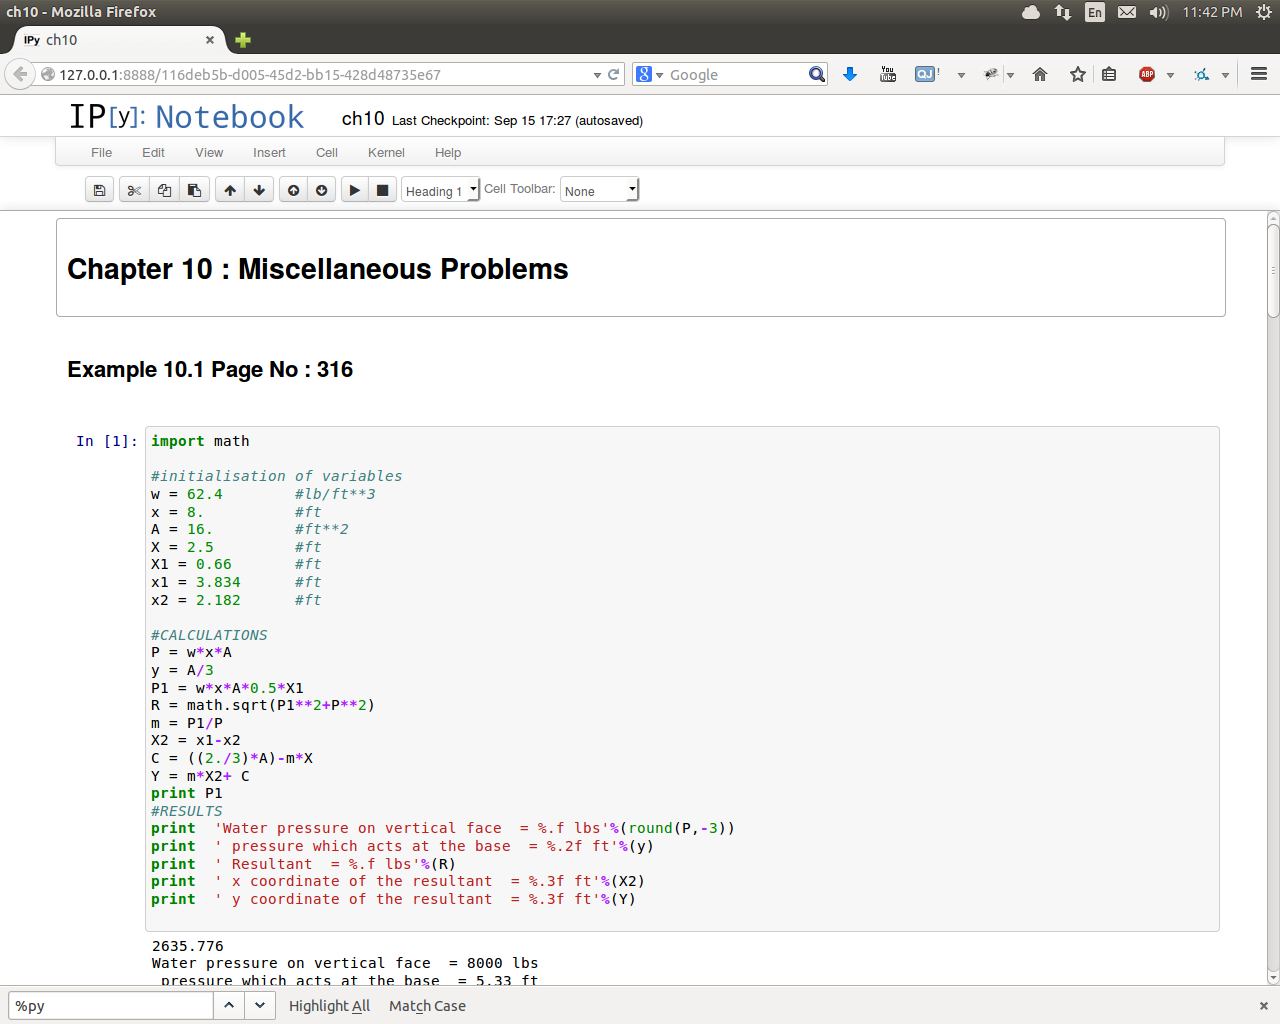 ch10 - Mozilla Firefox
En
11:42 PM
IPy ch10
127.0.0.1:8888/116deb5b-d005-45d2-bb15-428d48735e67
8
Google
You Tube
QJ !
ABP
IP[y]: Notebook
ch10 Last Checkpoint: Sep 15 17:27 (autosaved)
File Edit View Insert Cell Kernel Help
Heading 1
Cell Toolbar:
None
Chapter 10 : Miscellaneous Problems
Example 10.1 Page No : 316
In [1]:
import math
#initialisation of variables
w = 62.4        #lb/ft**3
x = 8.          #ft
A = 16.         #ft**2
X = 2.5         #ft
X1 = 0.66       #ft
x1 = 3.834      #ft
x2 = 2.182      #ft
#CALCULATIONS
P = w*x*A
y = A/3
P1 = w*x*A*0.5*X1
R = math.sqrt(P1**2+P**2)
m = P1/P
X2 = x1-x2
C = ((2./3)*A)-m*X
Y = m*X2+ C
print P1
#RESULTS
print  'Water pressure on vertical face  = %.f lbs'%(round(P,-3))
print  ' pressure which acts at the base  = %.2f ft'%(y)
print  ' Resultant  = %.f lbs'%(R)
print  ' x coordinate of the resultant  = %.3f ft'%(X2)
print  ' y coordinate of the resultant  = %.3f ft'%(Y)
2635.776
Water pressure on vertical face  = 8000 lbs
 pressure which acts at the base  = 5.33 ft
%py
Highlight All
Match Case